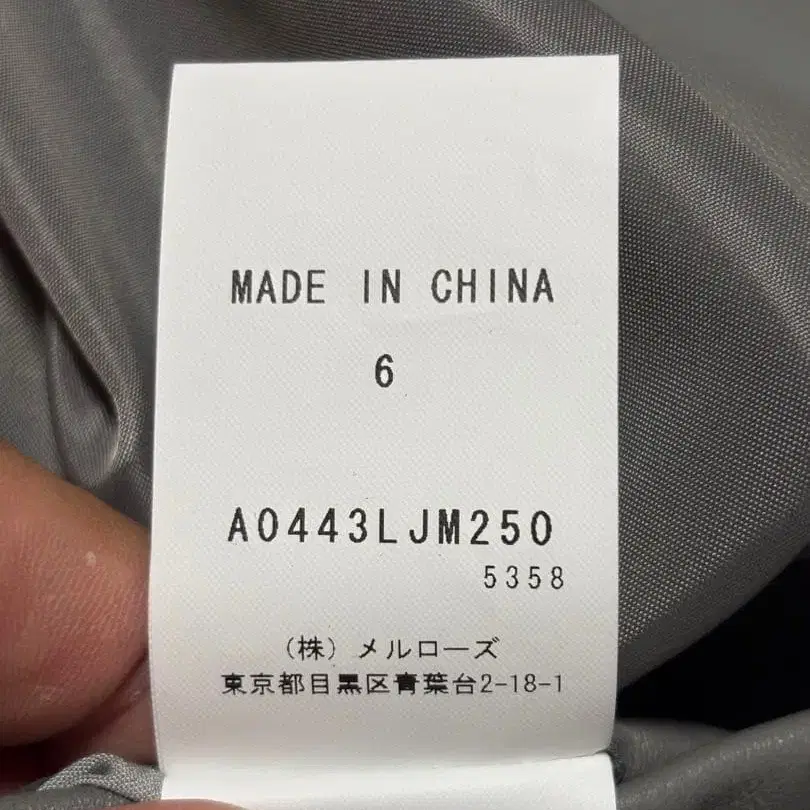 MADE IN CHINA
6
A0443LJM250
5358
(株) メルローズ
東京都目黒区青葉台2-18-1